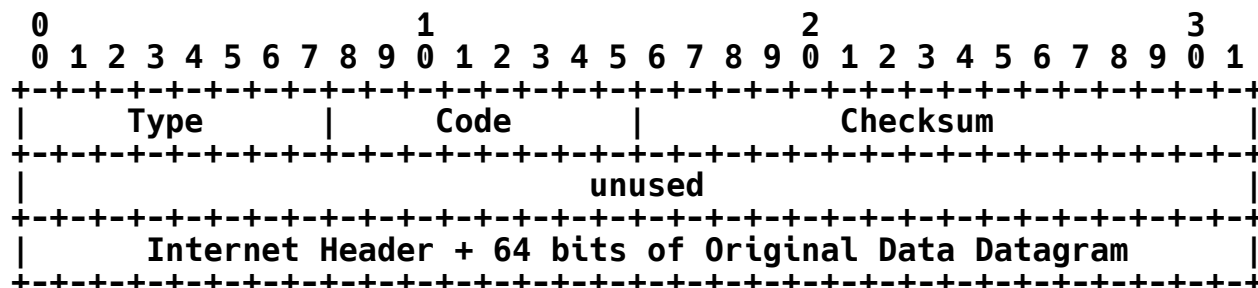 0                   1                   2                   3
 0 1 2 3 4 5 6 7 8 9 0 1 2 3 4 5 6 7 8 9 0 1 2 3 4 5 6 7 8 9 0 1
+-+-+-+-+-+-+-+-+-+-+-+-+-+-+-+-+-+-+-+-+-+-+-+-+-+-+-+-+-+-+-+-+
|     Type      |     Code      |          Checksum             |
+-+-+-+-+-+-+-+-+-+-+-+-+-+-+-+-+-+-+-+-+-+-+-+-+-+-+-+-+-+-+-+-+
|                             unused                            |
+-+-+-+-+-+-+-+-+-+-+-+-+-+-+-+-+-+-+-+-+-+-+-+-+-+-+-+-+-+-+-+-+
|      Internet Header + 64 bits of Original Data Datagram      |
+-+-+-+-+-+-+-+-+-+-+-+-+-+-+-+-+-+-+-+-+-+-+-+-+-+-+-+-+-+-+-+-+